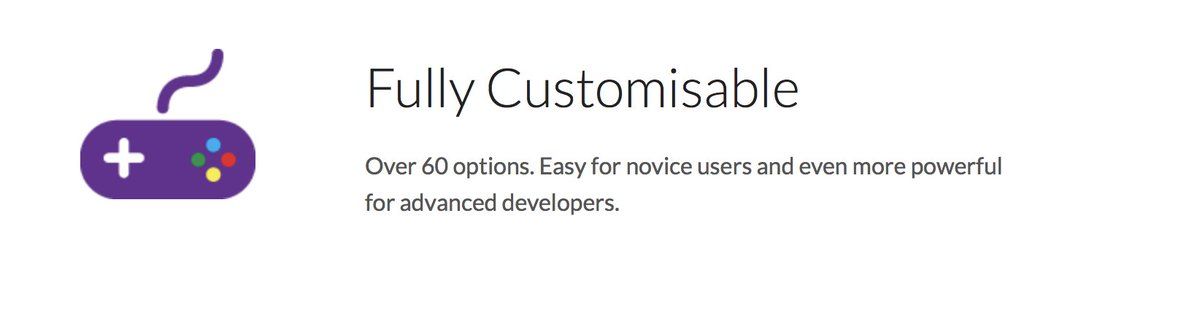 Fully Customisable
Over 60 options. Easy for novice users and even more powerful
for advanced developers.